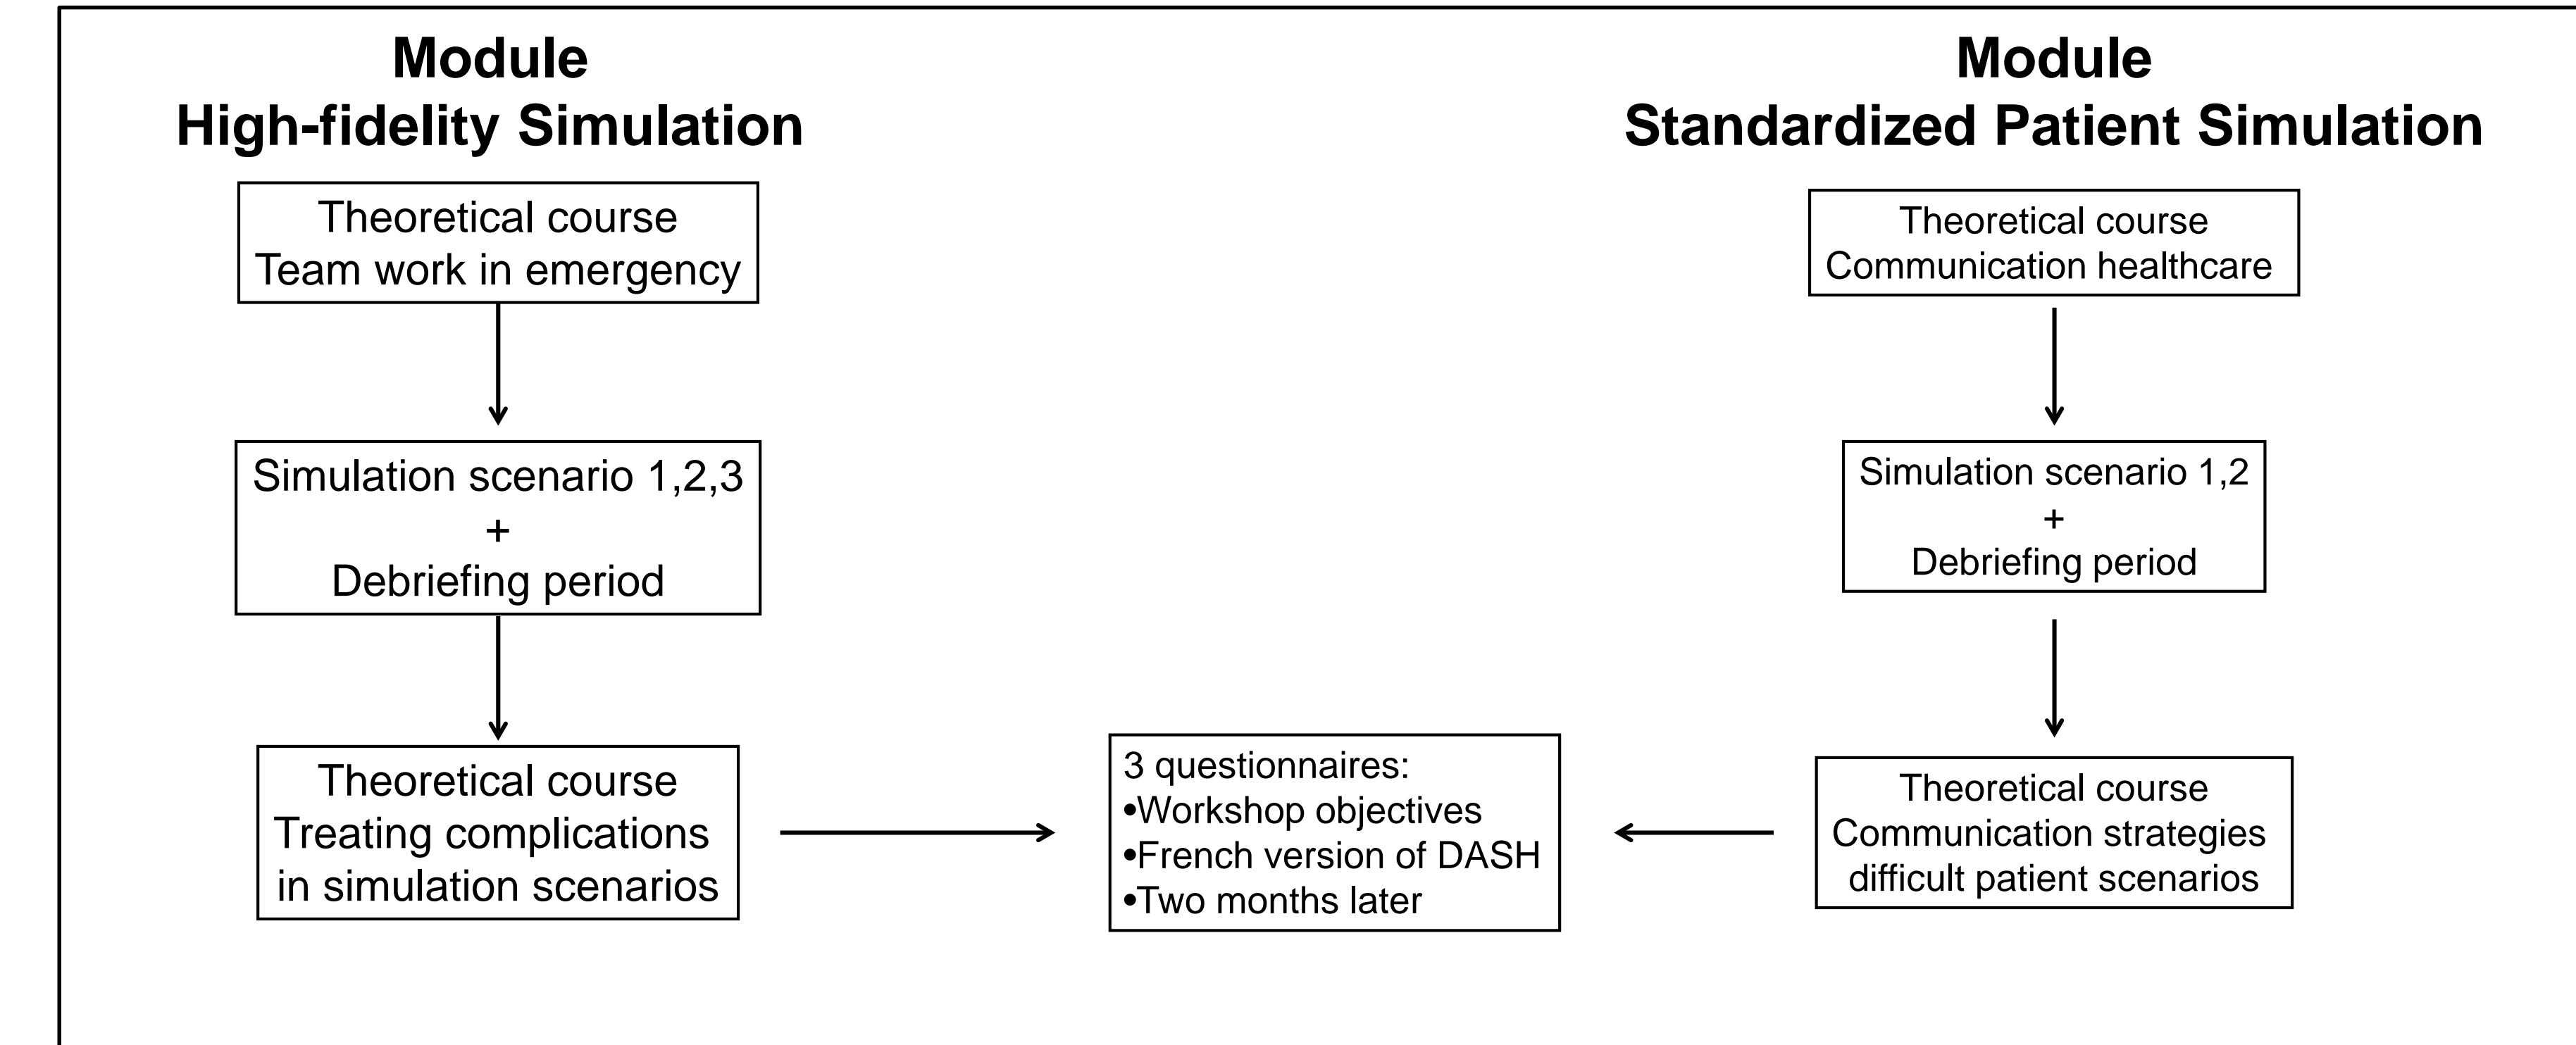 Module
High-fidelity Simulation
Theoretical course
Team work in emergency
Simulation scenario 1,2,3
+
Debriefing period
Theoretical course
Treating complications
in simulation scenarios
3 questionnaires:
•Workshop objectives
•French version of DASH
•Two months later
Module
Standardized Patient Simulation
Theoretical course
Communication healthcare
Simulation scenario 1,2
+
Debriefing period
Theoretical course
Communication strategies
difficult patient scenarios